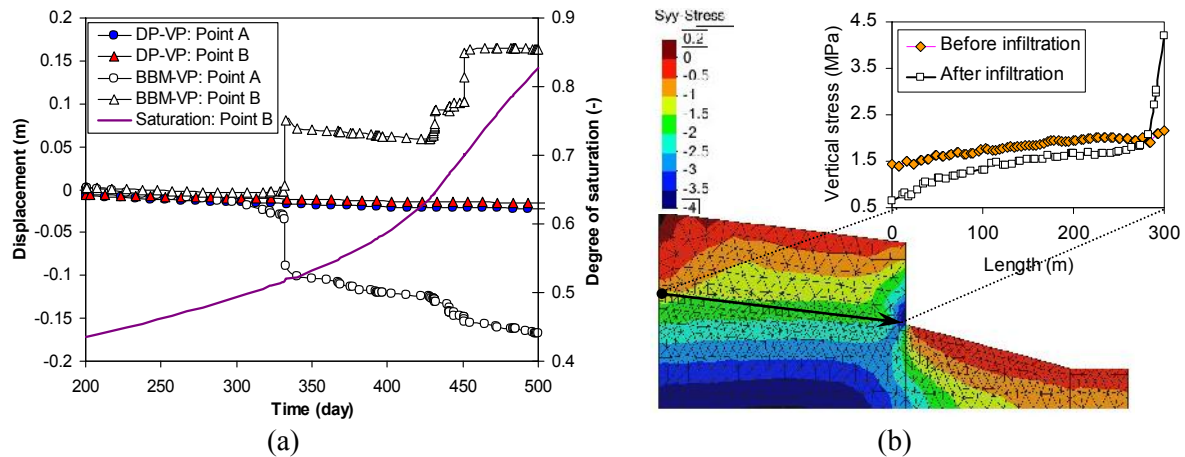 0.2
0.15
0.1
0.05
0
-0.05
-0.1
-0.15
-0.2
Displacement (m)
DP-VP: Point A
DP-VP: Point B
BBM-VP: Point A
BBM-VP: Point B
Saturation: Point B
0.9
0.8
0.7
0.6
0.5
0.4
Degree of saturation (-)
200 250 300 350 400 450 500
Time (day)
(a)
Syy-Stress
0.2
0
-0.5
-1
-1.5
-2
-2.5
-3
-3.5
-4
Vertical stress (MPa)
4.5
3.5
2.5
1.5
0.5
Before infiltration
After infiltration
0 100 200 300
Length (m)
(b)